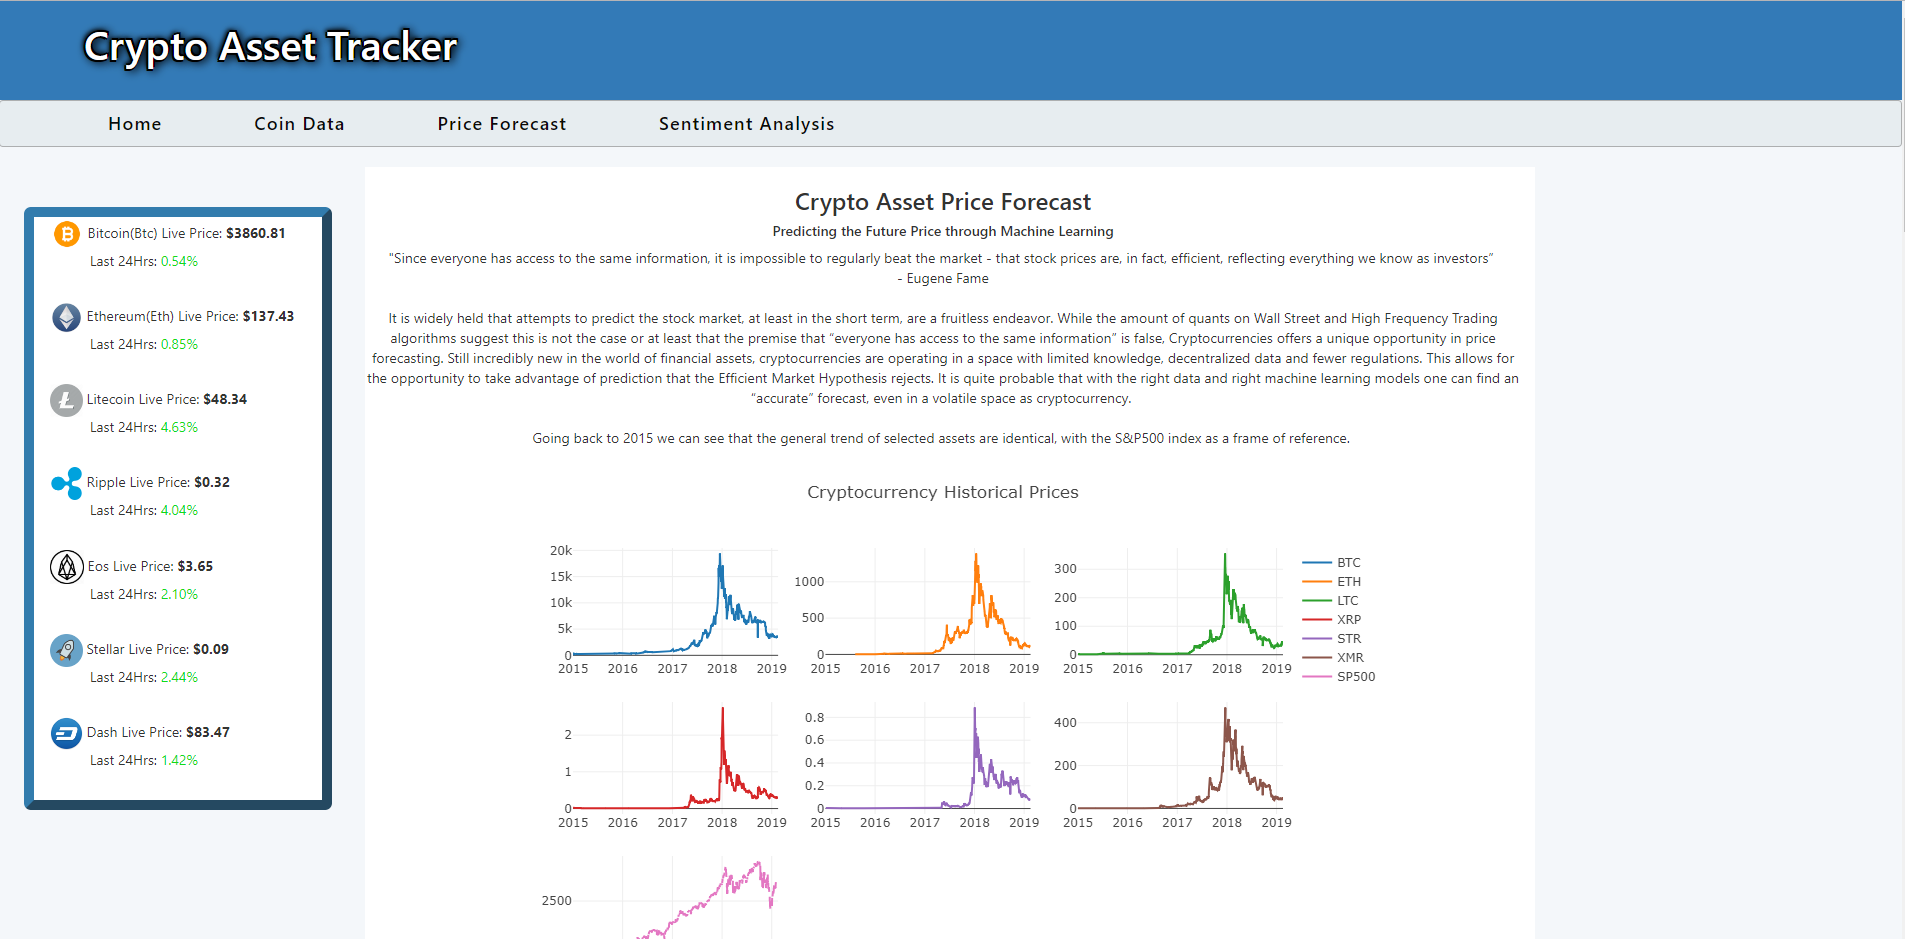 Crypto Asset Tracker
Home
Coin Data
Price Forecast
Sentiment Analysis
Bitcoin(Btc) Live Price: $3860.81
Last 24Hrs: 0.54%
Ethereum(Eth) Live Price: $137.43
Last 24Hrs: 0.85%
Litecoin Live Price: $48.34
Last 24Hrs: 4.63%
Ripple Live Price: $0.32
Last 24Hrs: 4.04%
Eos Live Price: $3.65
Last 24Hrs: 2.10%
Stellar Live Price: $0.09
Last 24Hrs: 2.44%
Dash Live Price: $83.47
Last 24Hrs: 1.42%
Crypto Asset Price Forecast
Predicting the Future Price through Machine Learning
"Since everyone has access to the same information, it is impossible to regularly beat the market - that stock prices are, in fact, efficient, reflecting everything we know as investors”
- Eugene Fame
It is widely held that attempts to predict the stock market, at least in the short term, are a fruitless endeavor. While the amount of quants on Wall Street and High Frequency Trading
algorithms suggest this is not the case or at least that the premise that “everyone has access to the same information” is false, Cryptocurrencies offers a unique opportunity in price
forecasting. Still incredibly new in the world of financial assets, cryptocurrencies are operating in a space with limited knowledge, decentralized data and fewer regulations. This allows for
the opportunity to take advantage of prediction that the Efficient Market Hypothesis rejects. It is quite probable that with the right data and right machine learning models one can find an
“accurate” forecast, even in a volatile space as cryptocurrency.
Going back to 2015 we can see that the general trend of selected assets are identical, with the S&P500 index as a frame of reference.
Cryptocurrency Historical Prices
20k
15k
10k
5k
0
2015 2016 2017 2018 2019
1000
500
0
2015 2016 2017 2018 2019
300
200
100
0
2015 2016 2017 2018 2019
BTC
ETH
LTC
XRP
STR
XMR
SP500
2
1
0
2015 2016 2017 2018 2019
0.8
0.6
0.4
0.2
0
2015 2016 2017 2018 2019
400
200
0
2015 2016 2017 2018 2019
2500